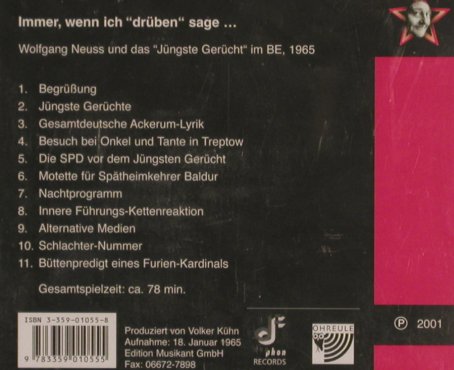 Immer, wenn ich “drüben“ sage ...
Wolfgang Neuss und das “Jüngste Gerücht“ im BE, 1965
1. Begrüßung
2. Jüngste Gerüchte
3. Gesamtdeutsche Ackerum-Lyrik
4. Besuch bei Onkel und Tante in Treptow
5. Die SPD vor dem Jüngsten Gerücht
6. Motette für Spätheimkehrer Baldur
7. Nachtprogramm
8. Innere Führungs-Kettenreaktion
9. Alternative Medien
10. Schlachter-Nummer
11. Büttenpredigt eines Furien-Kardinals
Gesamtspielzeit: ca. 78 min.
ISBN 3-359-01055-8
9 783359 010555
Produziert von Volker Kühn
Aufnahme: 18. Januar 1965
Edition Musikant GmbH
Fax: 06672-7898
phon
RECORDS
OHREULE
℗ 2001